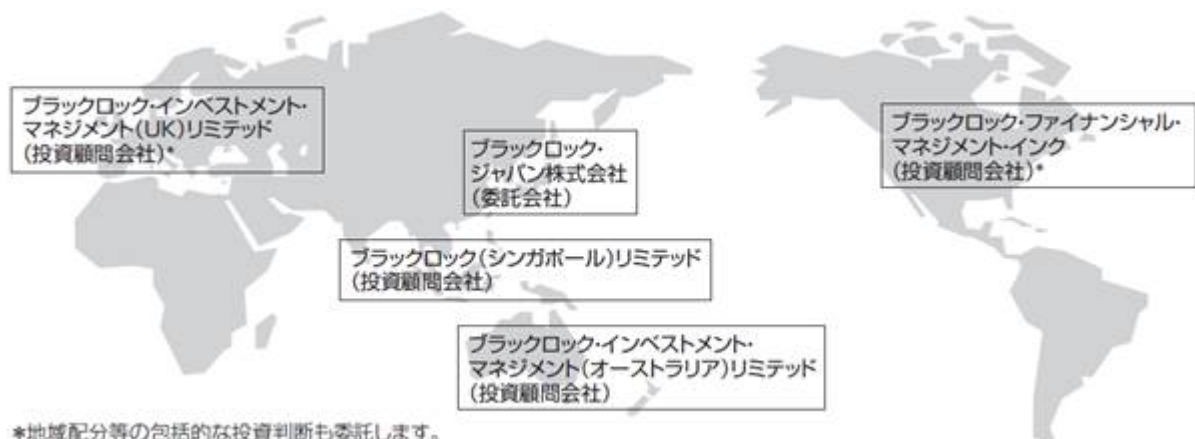 ブラックロック・インベストメント・
マネジメント(UK)リミテッド
(投資顧問会社)*
ブラックロック・
ジャパン株式会社
(委託会社)
ブラックロック・ファイナンシャル・
マネジメント・インク
(投資顧問会社)*
ブラックロック(シンガポール)リミテッド
(投資顧問会社)
ブラックロック・インベストメント・
マネジメント(オーストラリア)リミテッド
(投資顧問会社)
*地域配分等の包括的な投資判断も委託します。